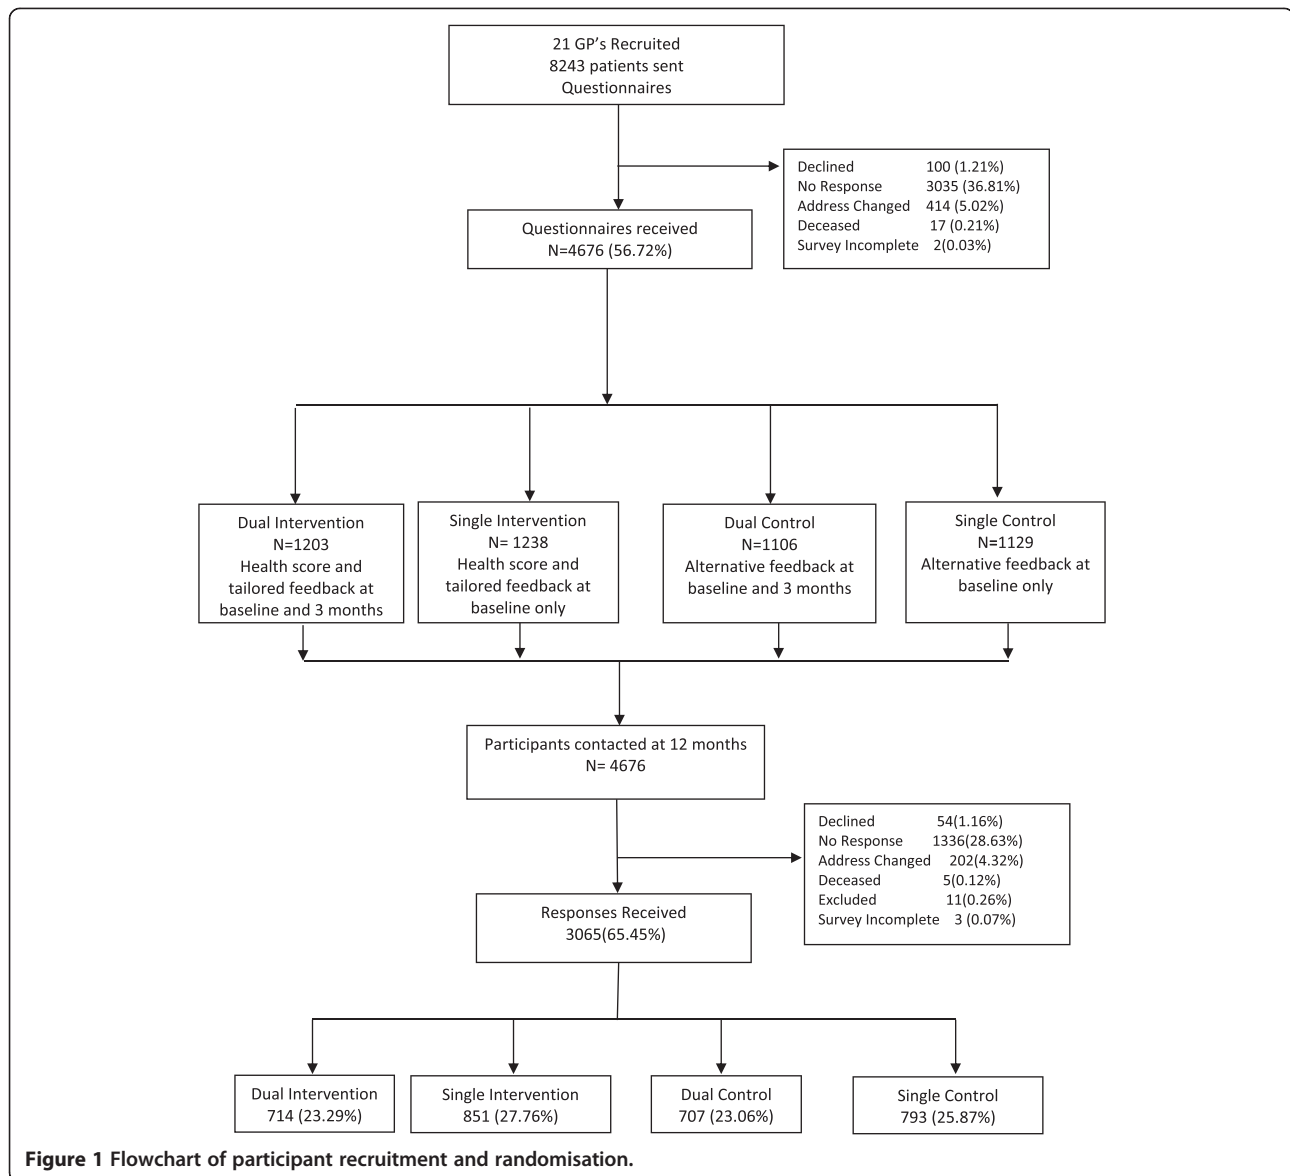 21 GP's Recruited
8243 patients sent
Questionnaires
Declined 100 (1.21%)
No Response 3035 (36.81%)
Address Changed 414 (5.02%)
Deceased 17 (0.21%)
Survey Incomplete 2(0.03%)
Questionnaires received
N=4676 (56.72%)
Dual Intervention
N=1203
Health score and
tailored feedback at
baseline and 3 months
Single Intervention
N= 1238
Health score and
tailored feedback at
baseline only
Dual Control
N=1106
Alternative feedback at
baseline and 3 months
Single Control
N=1129
Alternative feedback at
baseline only
Participants contacted at 12 months
N= 4676
Declined 54(1.16%)
No Response 1336(28.63%)
Address Changed 202(4.32%)
Deceased 5(0.12%)
Excluded 11(0.26%)
Survey Incomplete 3 (0.07%)
Responses Received
3065(65.45%)
Dual Intervention
714 (23.29%)
Single Intervention
851 (27.76%)
Dual Control
707 (23.06%)
Single Control
793 (25.87%)
Figure 1 Flowchart of participant recruitment and randomisation.